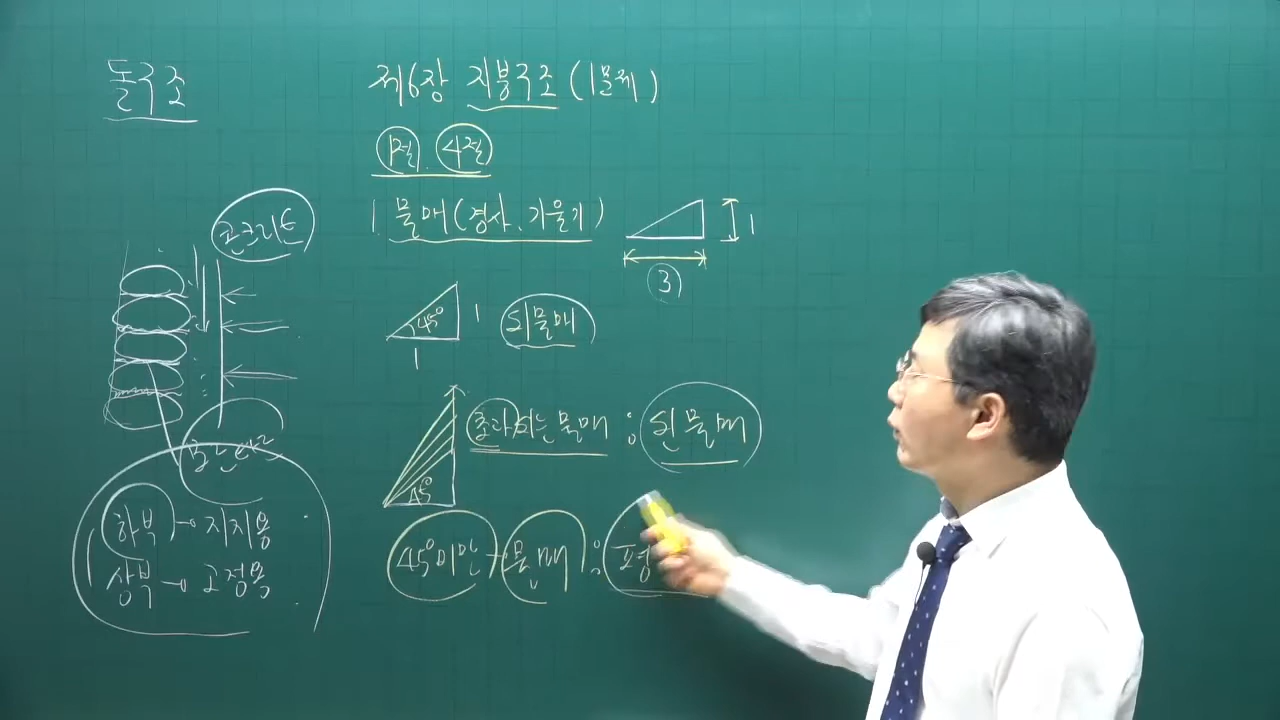 돌구조
제6장 지붕구조 (1문제)
1절. 4절
1. 물매 (경사, 기울기)
1
3
콘크리트
45° 1
1
되물매
초과되는 물매 : 된물매
45
45°미만 물매 : 평
하부 → 지지용
상부 → 고정용